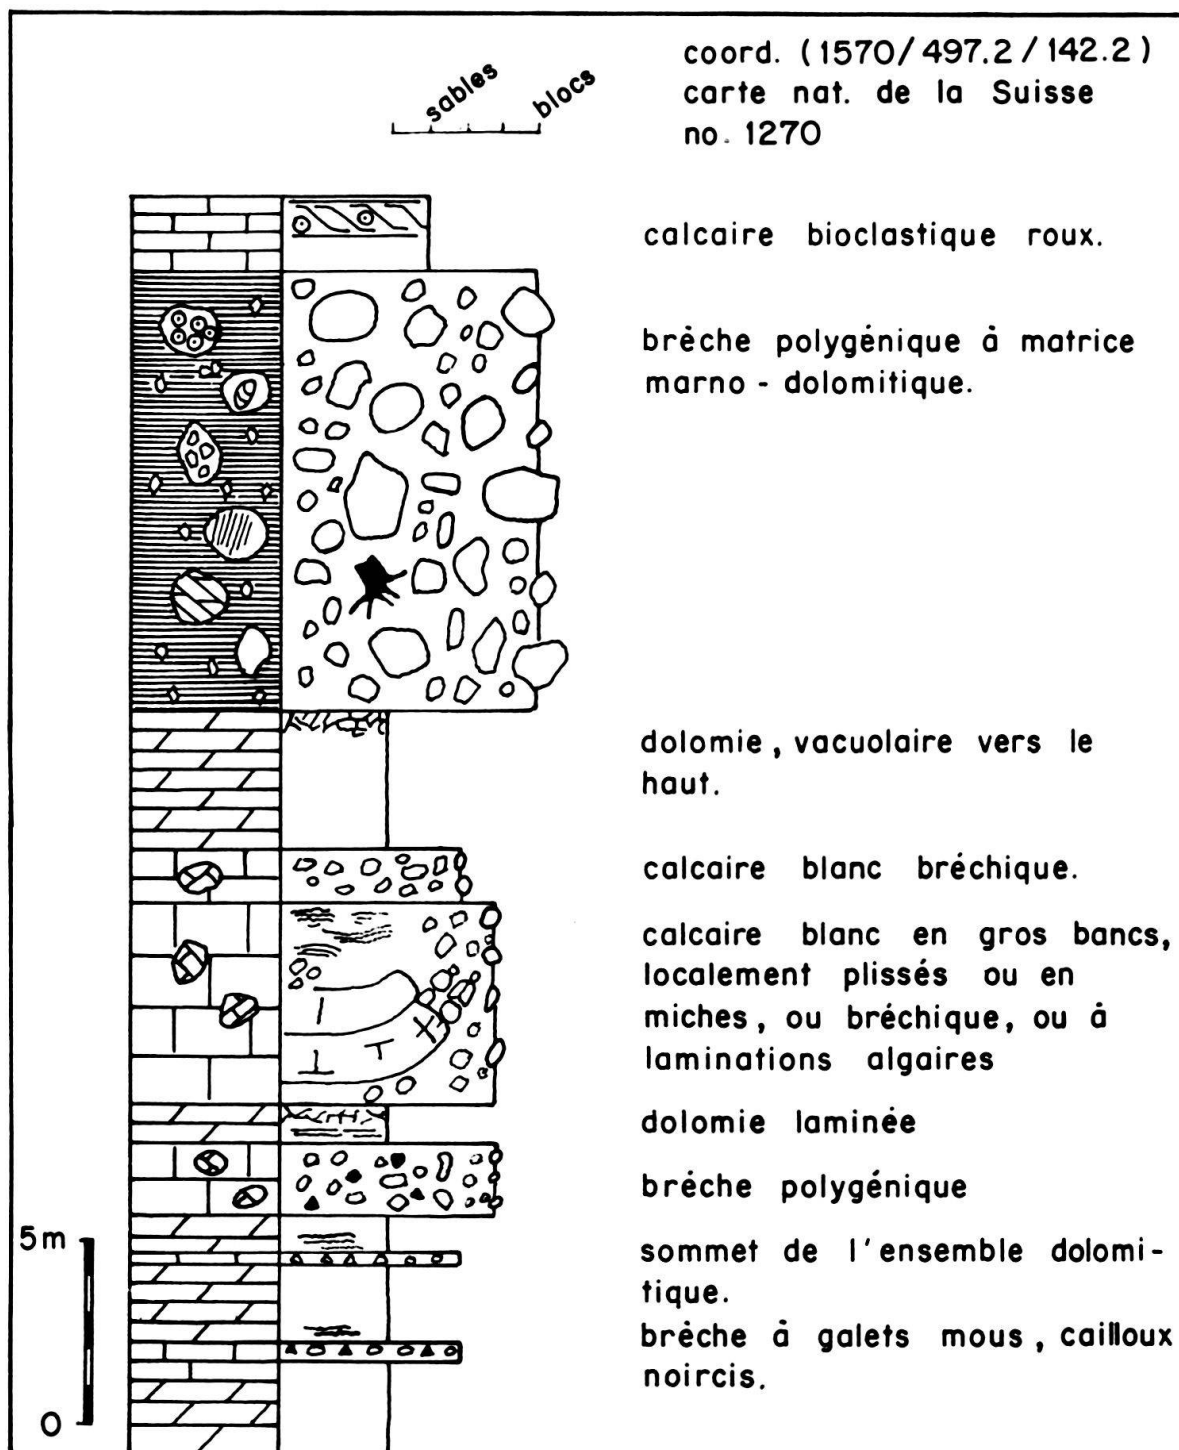 coord. (1570/497.2/142.2)
carte nat. de la Suisse
no. 1270
sables
blocs
calcaire bioclastique roux.
brèche polygénique à matrice
marno - dolomitique.
dolomie, vacuolaire vers le
haut.
calcaire blanc bréchique.
calcaire blanc en gros bancs,
localement plissés ou en
miches, ou bréchique, ou à
laminations algaires
dolomie laminée
brèche polygénique
5m
sommet de l'ensemble dolomi-
tique.
brèche à galets mous, cailloux
noircis.
0